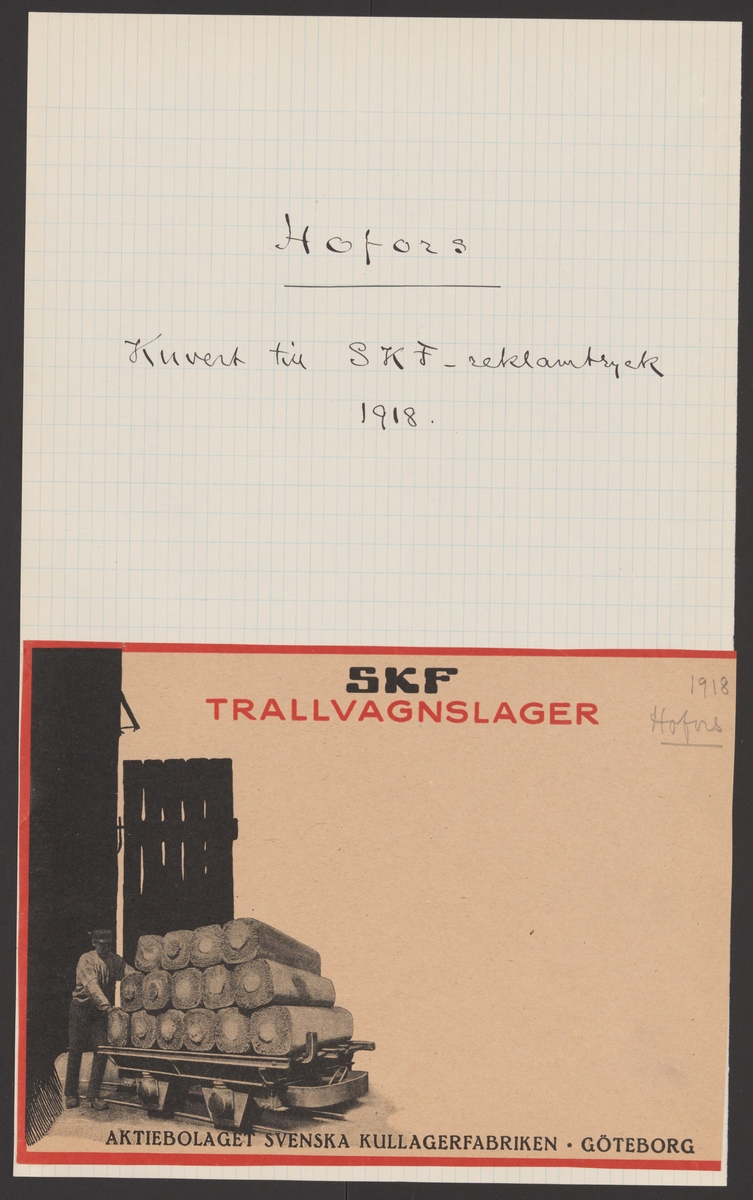 Hofors
Kuvert till SKF-reklamtryck
1918.
SKF
TRALLVAGNSLAGER
1918
Hofors
AKTIEBOLAGET SVENSKA KULLAGERFABRIKEN · GÖTEBORG